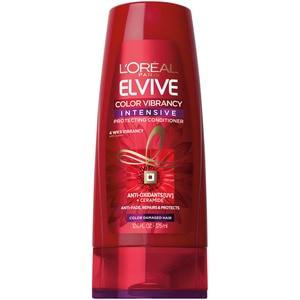 L'ORÉAL
PARIS
ELVIVE
COLOR VIBRANCY
INTENSIVE
PROTECTING CONDITIONER
ANTI-OXIDANTS [UV]
+ CERAMIDE
ANTI-FADE, REPAIRS & PROTECTS
COLOR DAMAGED HAIR